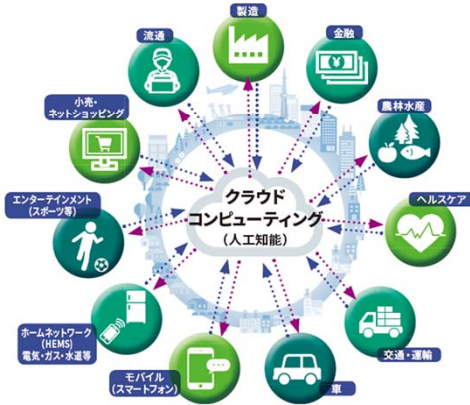 製造
金融
農林水産
ヘルスケア
交通・運輸
車
モバイル
(スマートフォン)
ホームネットワーク
(HEMS)
電気・ガス・水道等
エンターテインメント
(スポーツ等)
小売・
ネットショッピング
流通
クラウド
コンピューティング
(人工知能)